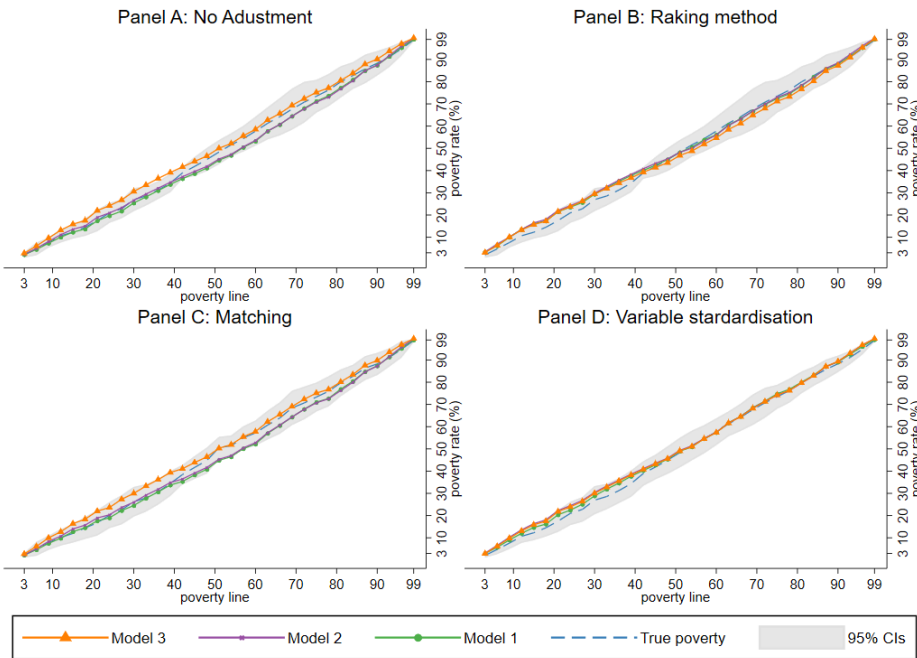 Panel A: No Adustment
Panel B: Raking method
3 10 20 30 40 50 60 70 80 90 99
poverty rate (%)
3 10 20 30 40 50 60 70 80 90 99
poverty rate (%)
3 10 20 30 40 50 60 70 80 90 99
poverty line
3 10 20 30 40 50 60 70 80 90 99
poverty line
Panel C: Matching
Panel D: Variable stardardisation
3 10 20 30 40 50 60 70 80 90 99
poverty rate (%)
3 10 20 30 40 50 60 70 80 90 99
poverty rate (%)
3 10 20 30 40 50 60 70 80 90 99
poverty line
3 10 20 30 40 50 60 70 80 90 99
poverty line
Model 3 Model 2 Model 1 True poverty 95% CIs